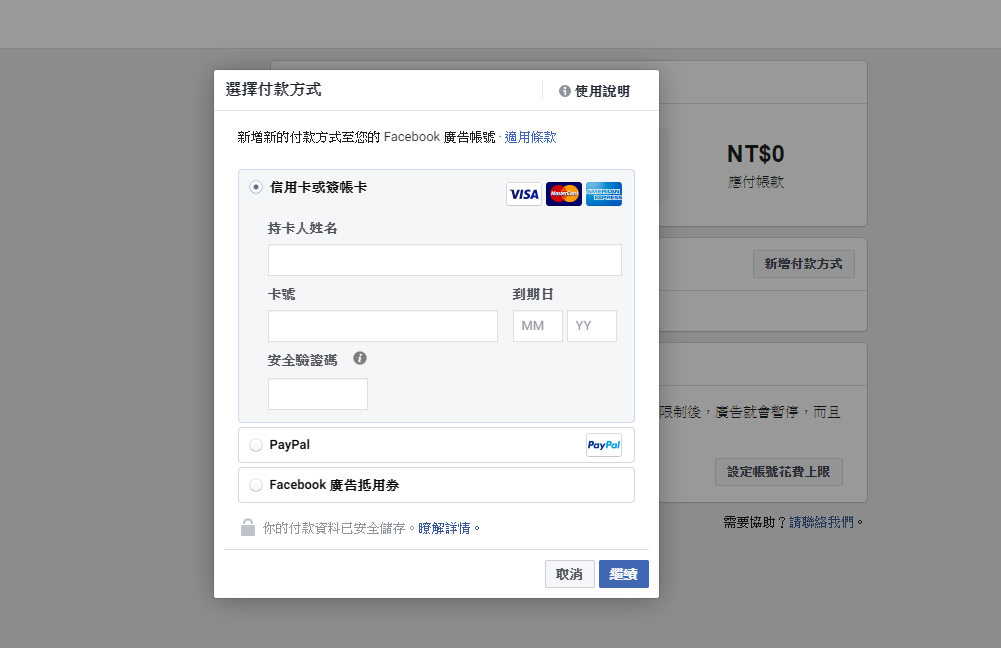 選擇付款方式
使用說明
新增新的付款方式至您的 Facebook 廣告帳號 · 適用條款
信用卡或簽帳卡
VISA MasterCard AMERICAN EXPRESS
持卡人姓名
卡號 到期日
MM YY
安全驗證碼
PayPal PayPal
Facebook 廣告抵用券
你的付款資料已安全儲存。瞭解詳情。
取消 繼續
NT$0
應付帳款
新增付款方式
限制後，廣告就會暫停，而且
設定帳號花費上限
需要協助？請聯絡我們。